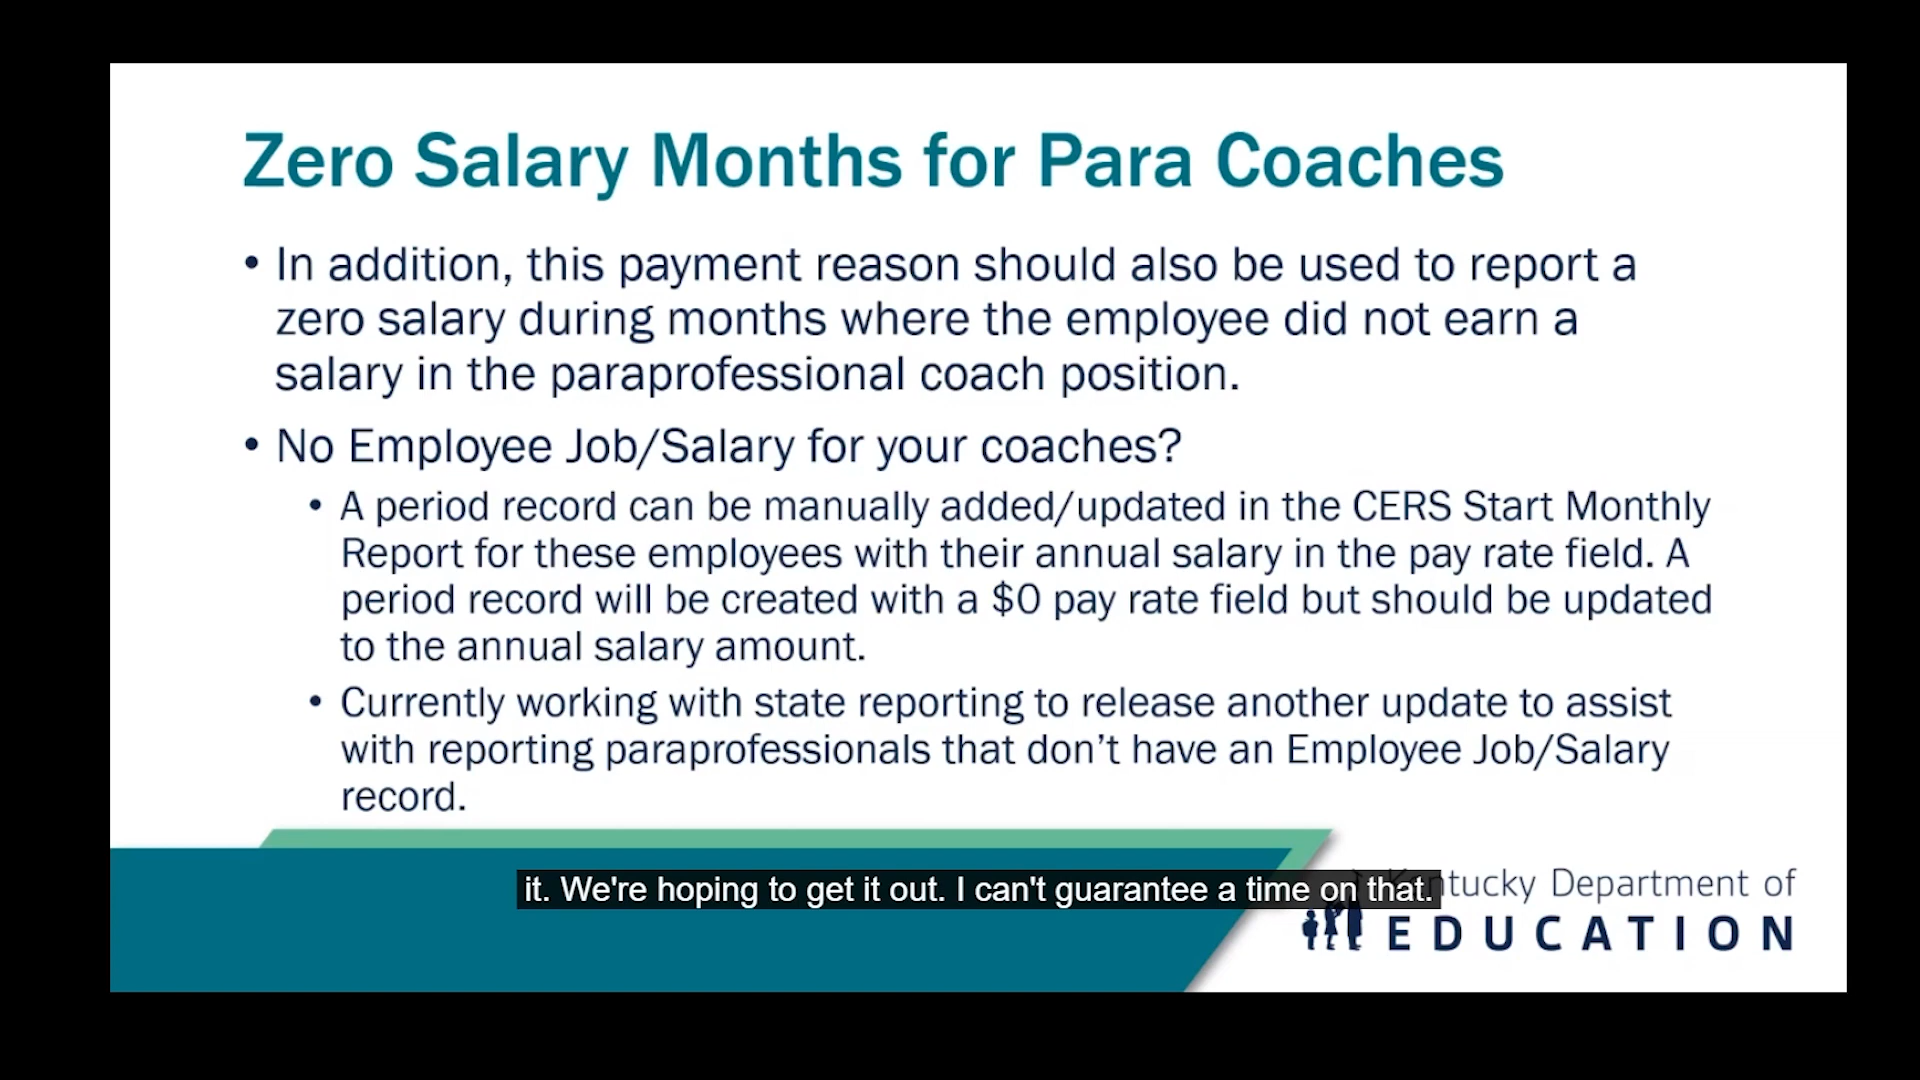 Zero Salary Months for Para Coaches
• In addition, this payment reason should also be used to report a
zero salary during months where the employee did not earn a
salary in the paraprofessional coach position.
• No Employee Job/Salary for your coaches?
• A period record can be manually added/updated in the CERS Start Monthly
Report for these employees with their annual salary in the pay rate field. A
period record will be created with a $0 pay rate field but should be updated
to the annual salary amount.
• Currently working with state reporting to release another update to assist
with reporting paraprofessionals that don’t have an Employee Job/Salary
record.
it. We're hoping to get it out. I can't guarantee a time on that.
Kentucky Department of
EDUCATION